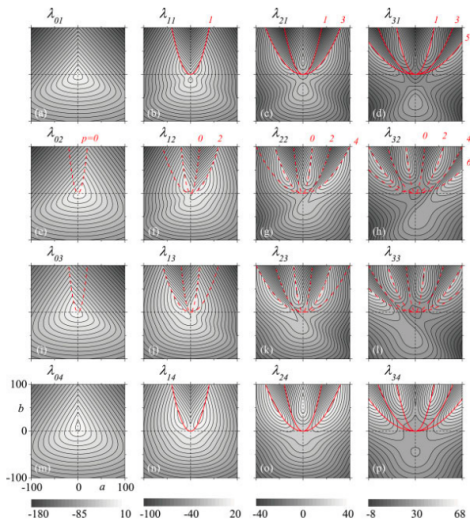 λ01 λ11 1 λ21 1 3 λ31 1 3 5
(a) (b) (c) (d)
λ02 p=0 λ12 0 2 λ22 0 2 4 λ32 0 2 4 6
(e) (f) (g) (h)
λ03 λ13 λ23 λ33
(i) (j) (k) (l)
λ04 λ14 λ24 λ34
100
b 0
(m) (n) (o) (p)
-100
-100 0 a 100
-180 -85 10 -100 -40 20 -40 0 40 -8 30 68